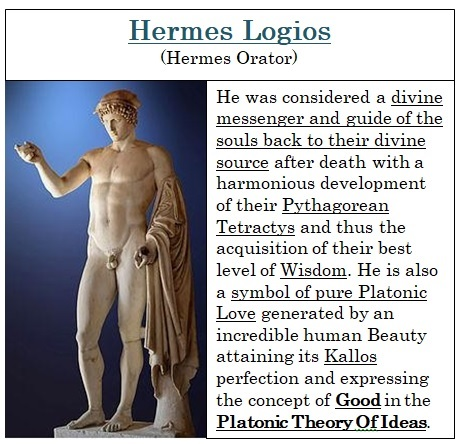 Hermes Logios
(Hermes Orator)
He was considered a divine
messenger and guide of the
souls back to their divine
source after death with a
harmonious development
of their Pythagorean
Tetractys and thus the
acquisition of their best
level of Wisdom. He is also
a symbol of pure Platonic
Love generated by an
incredible human Beauty
attaining its Kallos
perfection and expressing
the concept of Good in the
Platonic Theory Of Ideas.